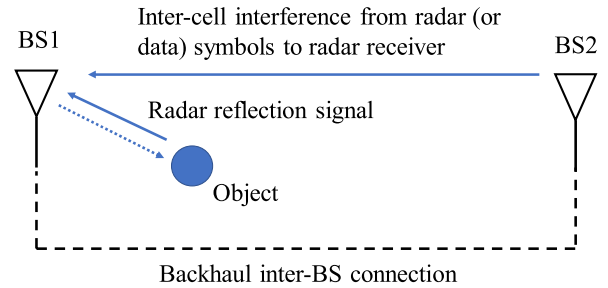 Inter-cell interference from radar (or
BS1
data) symbols to radar receiver
BS2
Radar reflection signal
Object
Backhaul inter-BS connection